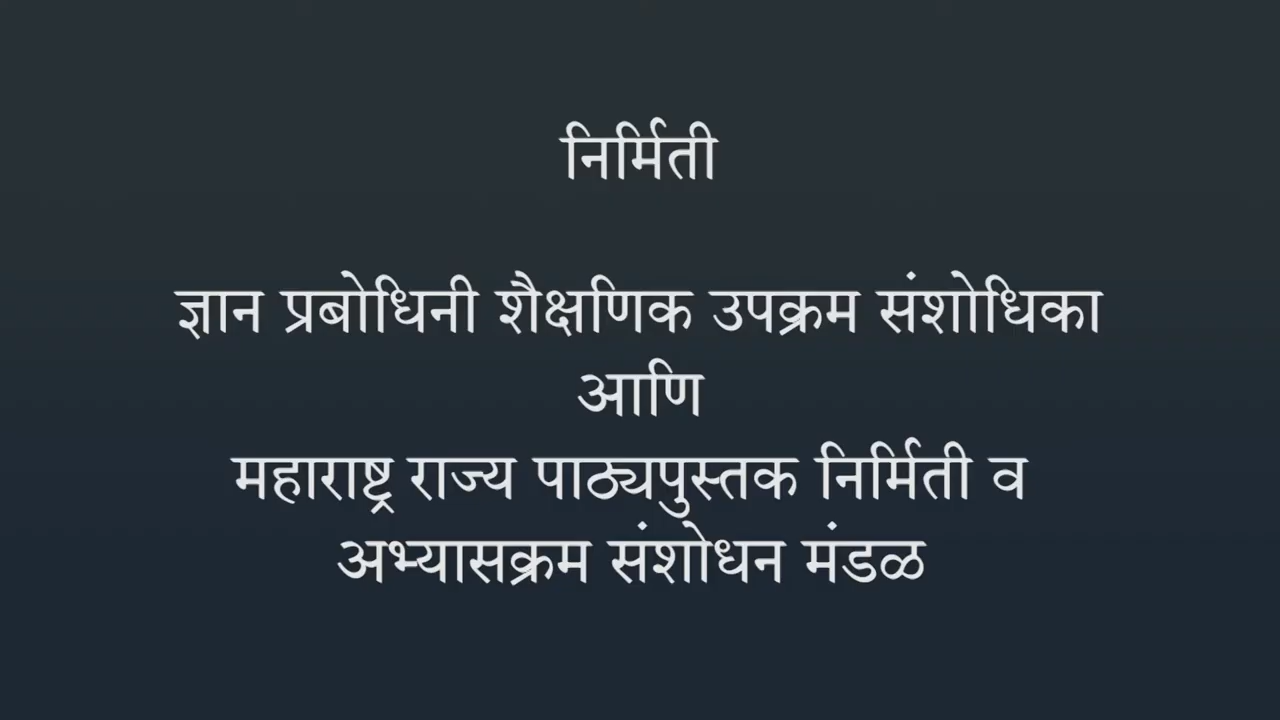 निर्मिती
ज्ञान प्रबोधिनी शैक्षणिक उपक्रम संशोधिका
आणि
महाराष्ट्र राज्य पाठ्यपुस्तक निर्मिती व
अभ्यासक्रम संशोधन मंडळ